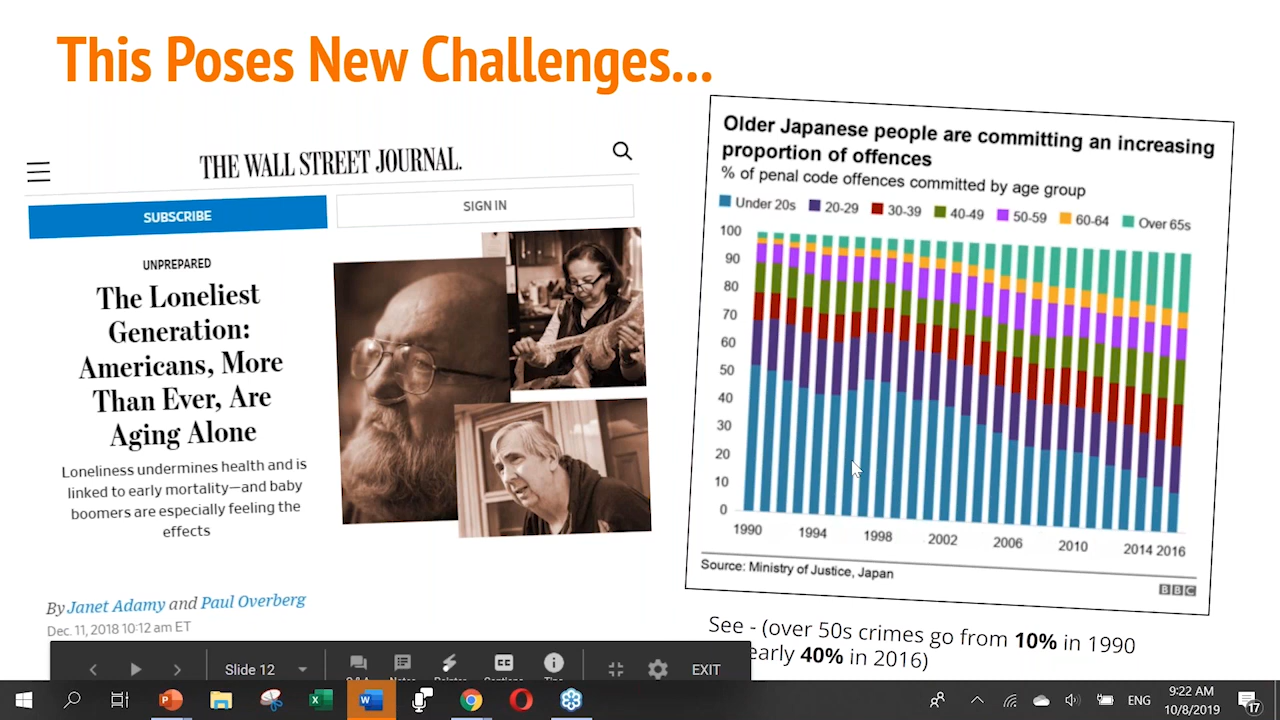 This Poses New Challenges...
THE WALL STREET JOURNAL.
SUBSCRIBE
SIGN IN
UNPREPARED
The Loneliest
Generation:
Americans, More
Than Ever, Are
Aging Alone
Loneliness undermines health and is
linked to early mortality—and baby
boomers are especially feeling the
effects
By Janet Adamy and Paul Overberg
Dec. 11, 2018 10:12 am ET
Older Japanese people are committing an increasing
proportion of offences
% of penal code offences committed by age group
Under 20s 20-29 30-39 40-49 50-59 60-64 Over 65s
100
90
80
70
60
50
40
30
20
10
0
1990 1994 1998 2002 2006 2010 2014 2016
Source: Ministry of Justice, Japan
BBC
See - (over 50s crimes go from 10% in 1990
early 40% in 2016)
Slide 12
EXIT
ENG
9:22 AM
10/8/2019
17